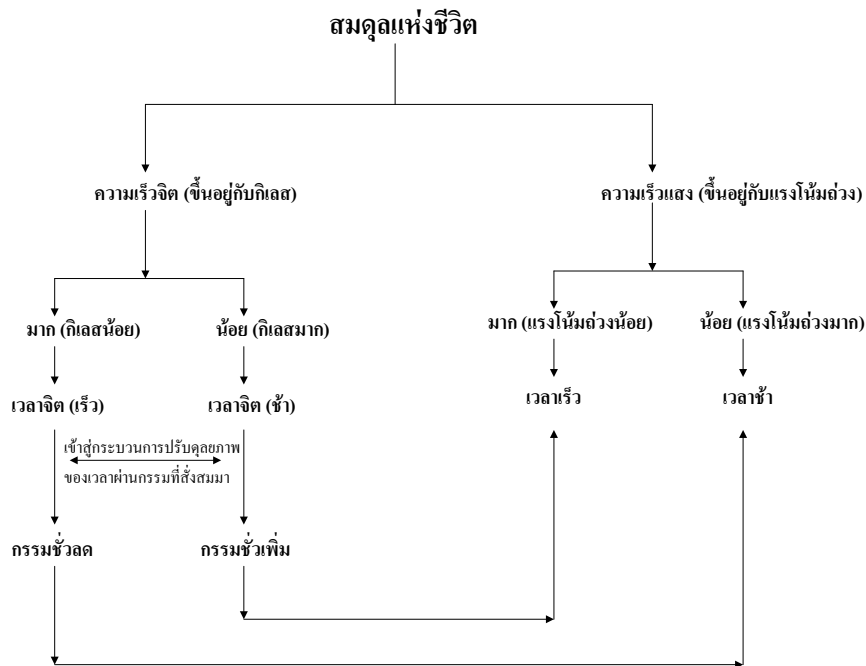 สมดุลแห่งชีวิต
ความเร็วจิต (ขึ้นอยู่กับกิเลส)
ความเร็วแสง (ขึ้นอยู่กับแรงโน้มถ่วง)
มาก (กิเลสน้อย)
น้อย (กิเลสมาก)
มาก (แรงโน้มถ่วงน้อย)
น้อย (แรงโน้มถ่วงมาก)
เวลาจิต (เร็ว)
เวลาจิต (ช้า)
เวลาเร็ว
เวลาช้า
เข้าสู่กระบวนการปรับดุลยภาพ
ของเวลาผ่านกรรมที่สั่งสมมา
กรรมชั่วลด
กรรมชั่วเพิ่ม